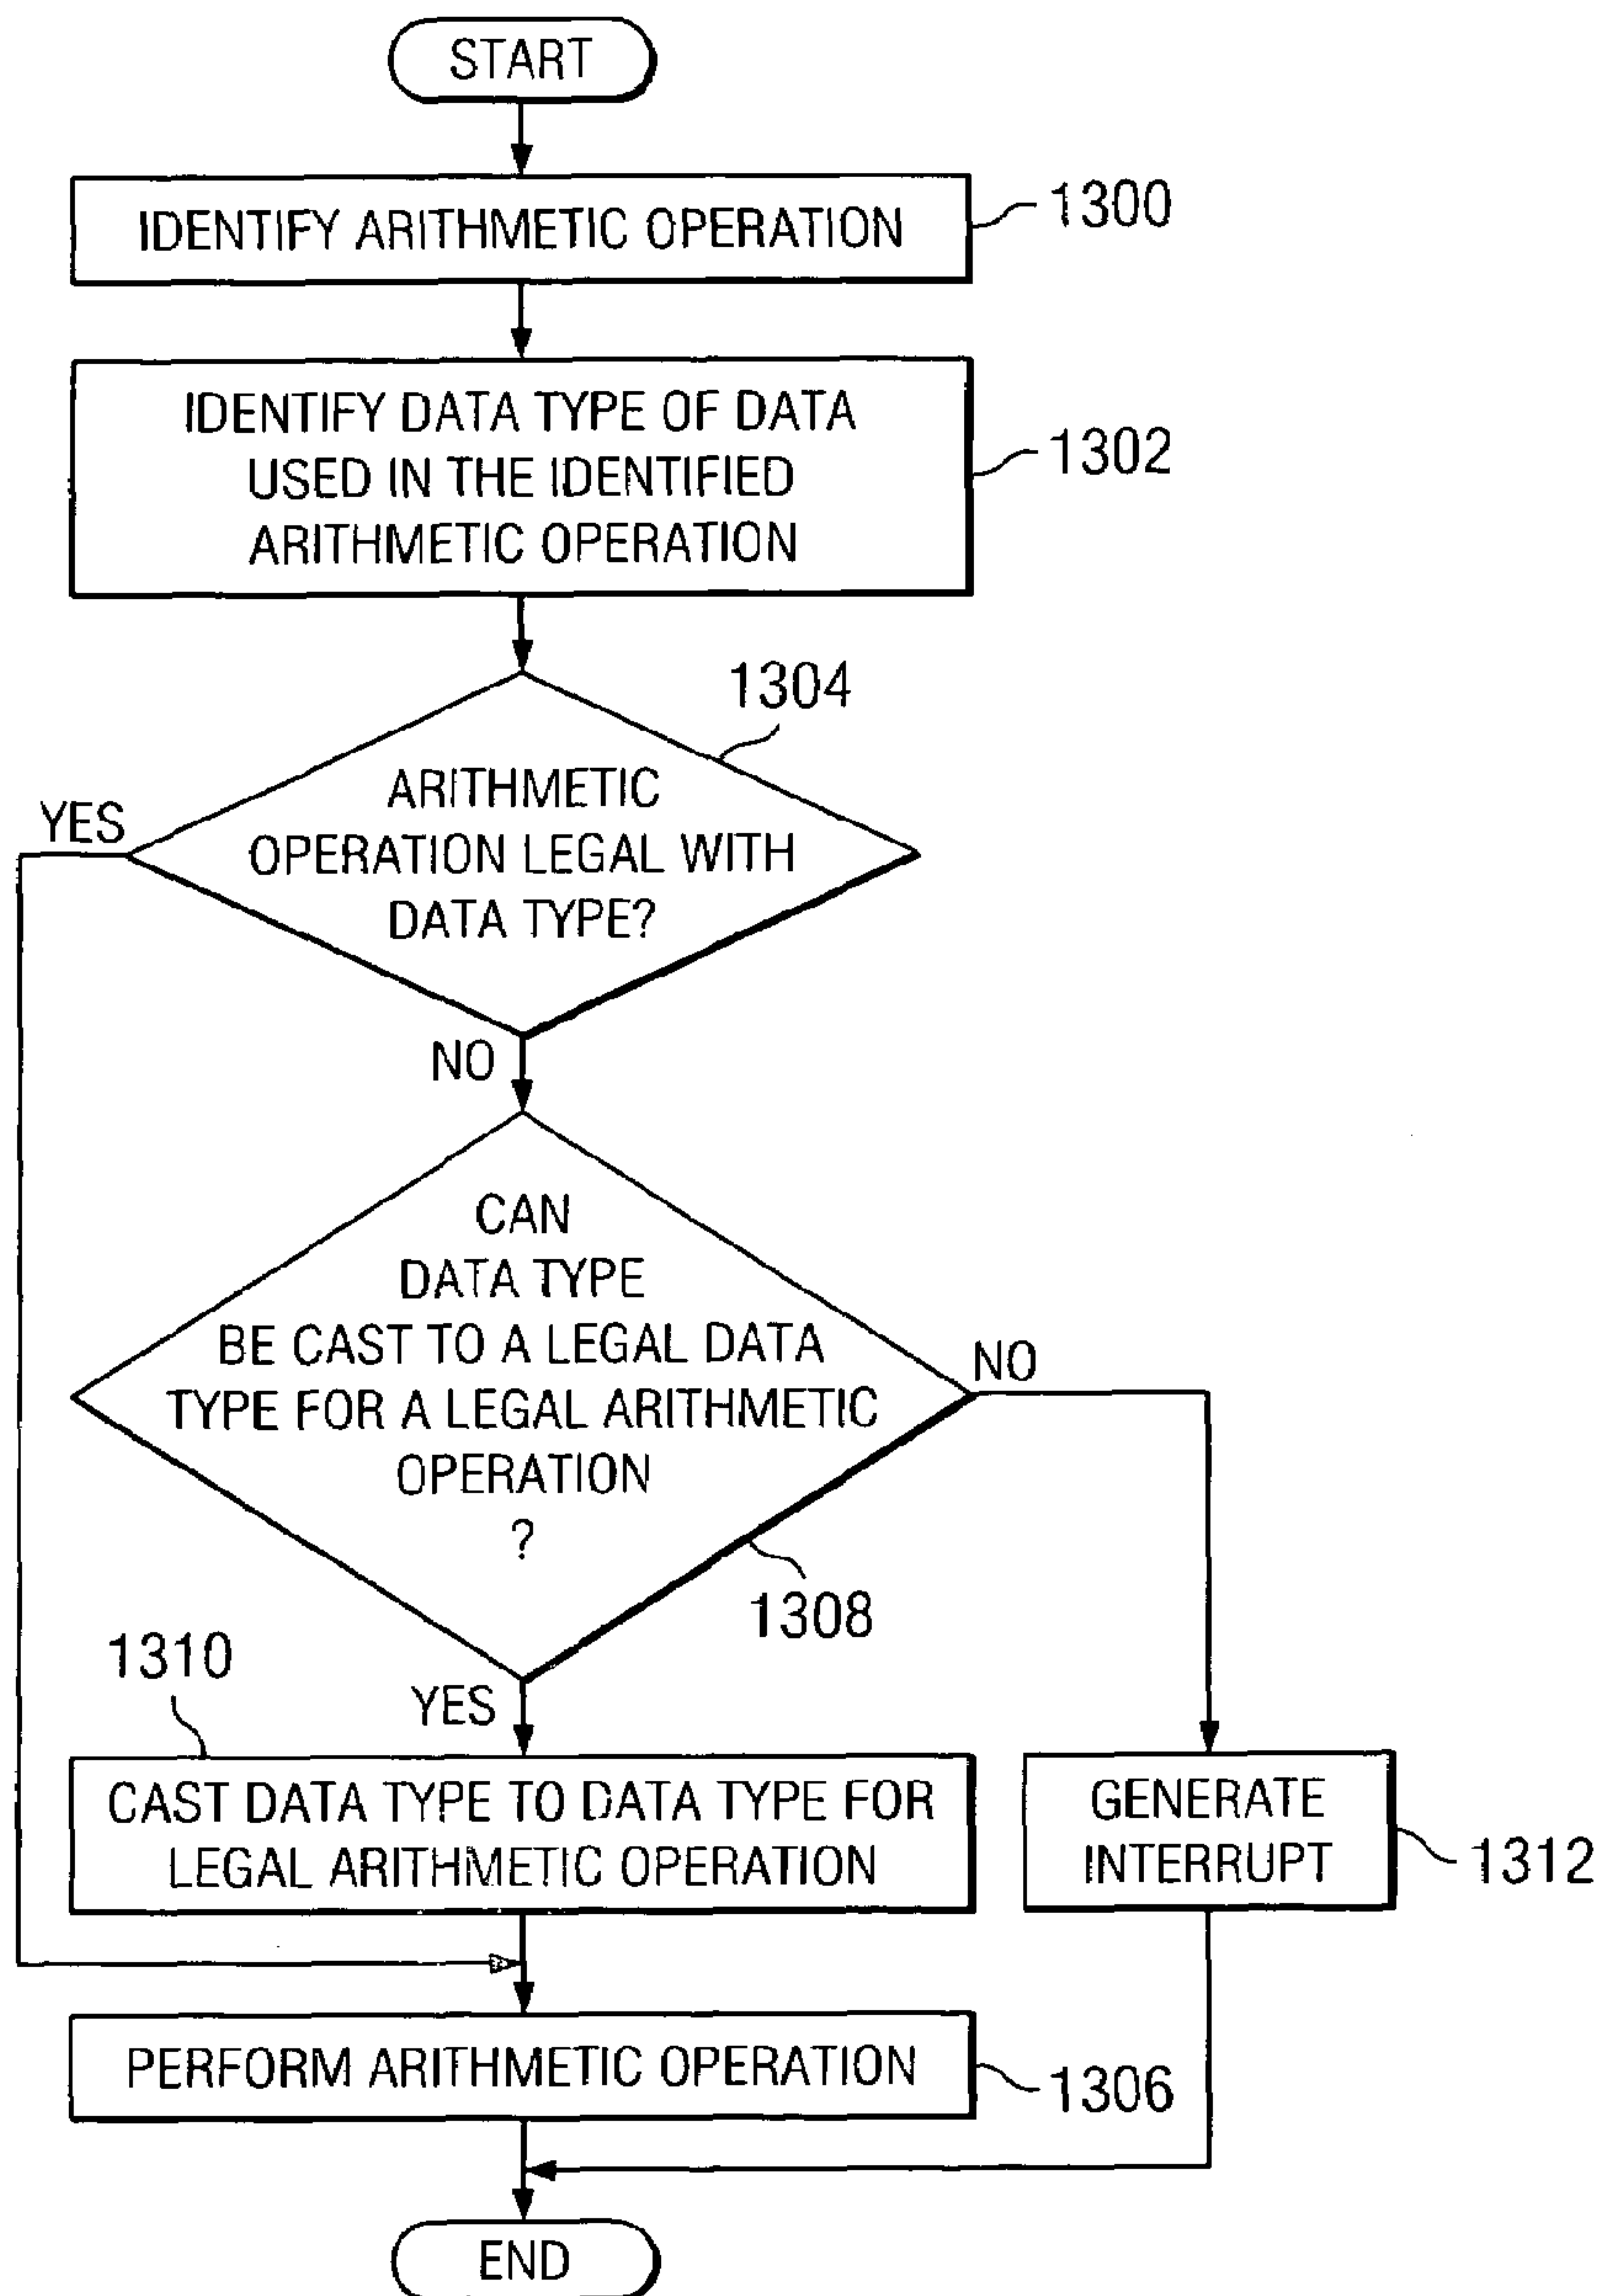 START
IDENTIFY ARITHMETIC OPERATION
1300
IDENTIFY DATA TYPE OF DATA
USED IN THE IDENTIFIED
ARITHMETIC OPERATION
1302
1304
ARITHMETIC
OPERATION LEGAL WITH
DATA TYPE?
YES
NO
CAN
DATA TYPE
BE CAST TO A LEGAL DATA
TYPE FOR A LEGAL ARITHMETIC
OPERATION
?
NO
1308
YES
1310
CAST DATA TYPE TO DATA TYPE FOR
LEGAL ARITHMETIC OPERATION
GENERATE
INTERRUPT
1312
PERFORM ARITHMETIC OPERATION
1306
END